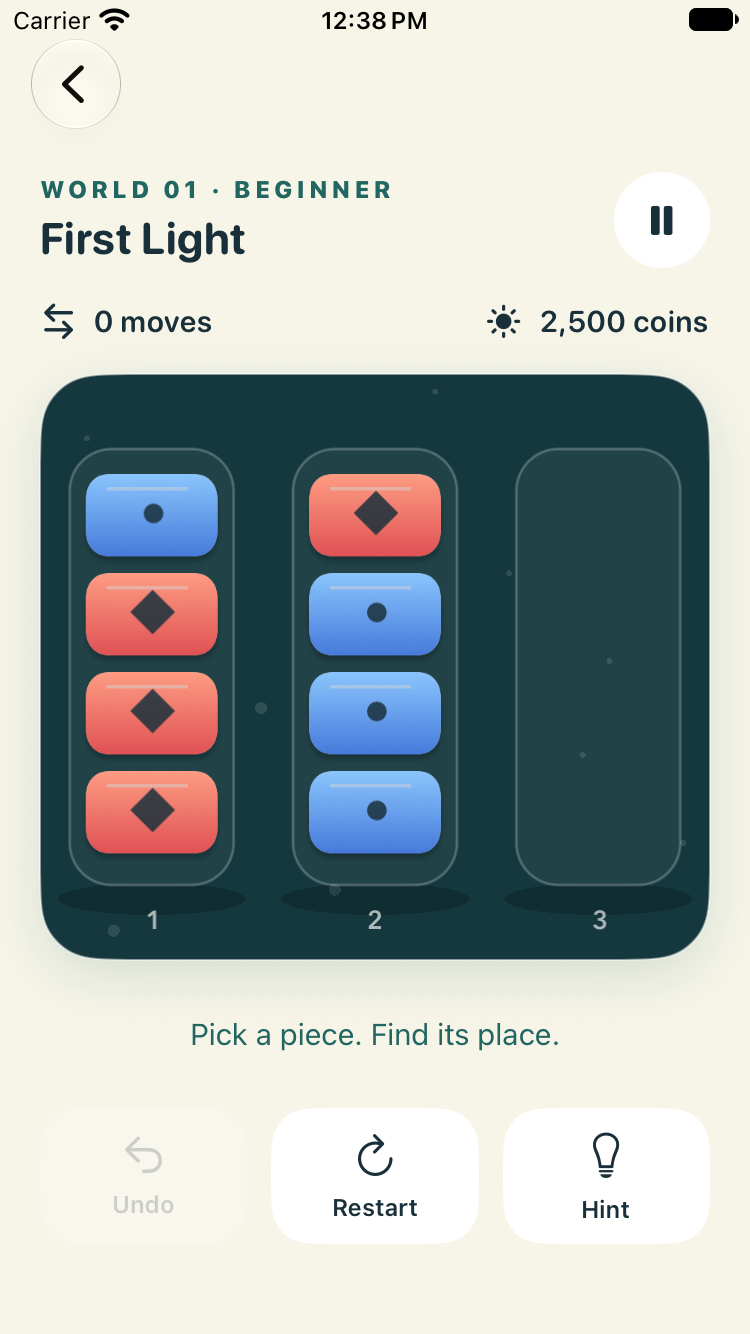 Carrier 12:38 PM
WORLD 01 · BEGINNER
First Light
0 moves 2,500 coins
1 2 3
Pick a piece. Find its place.
Undo Restart Hint